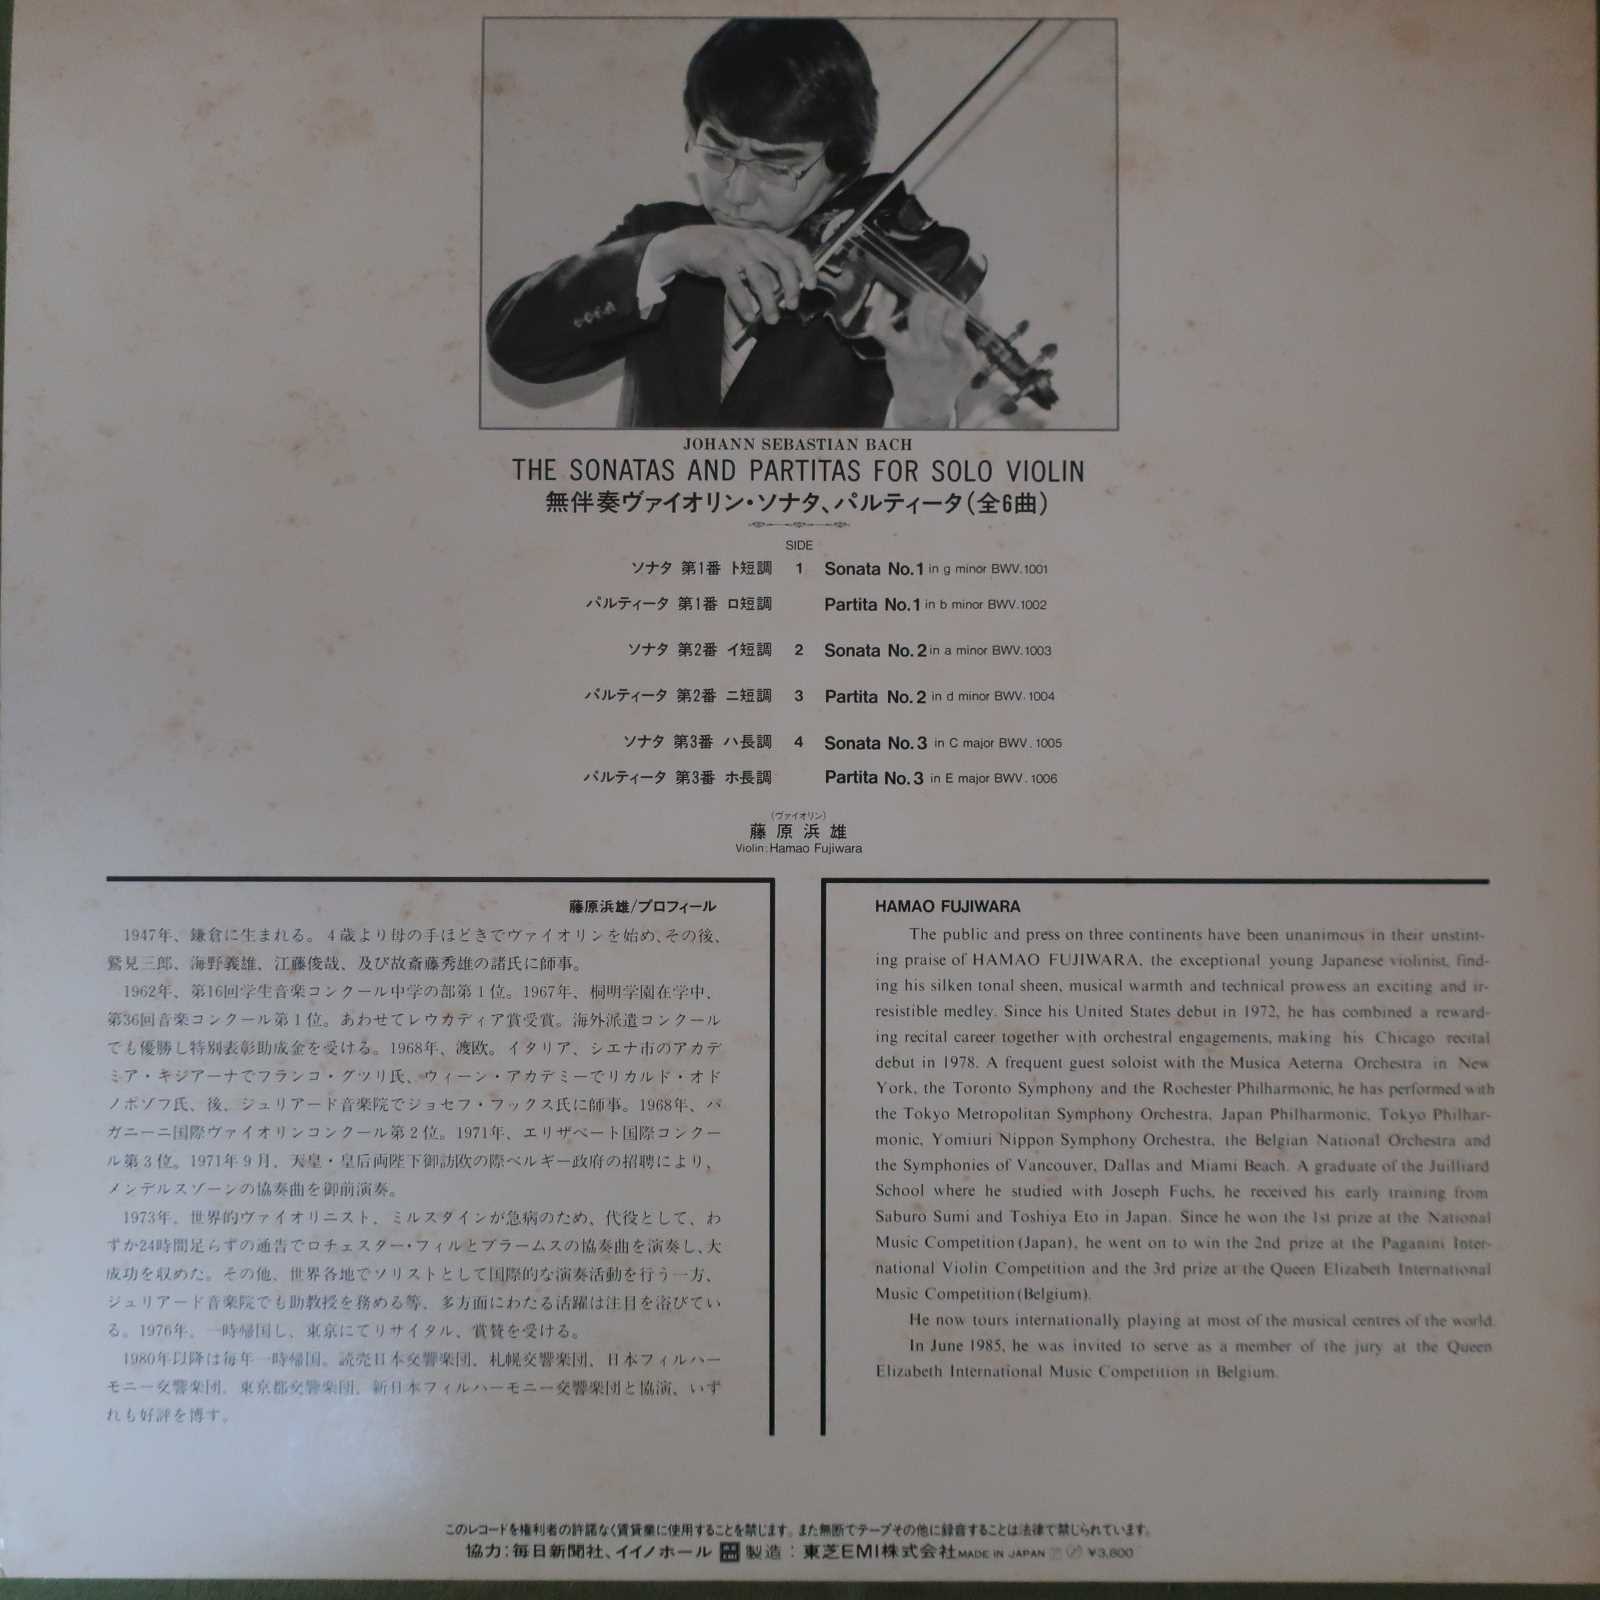 JOHANN SEBASTIAN BACH
THE SONATAS AND PARTITAS FOR SOLO VIOLIN
無伴奏ヴァイオリン・ソナタ、パルティータ(全6曲)
SIDE
ソナタ 第1番 ト短調 1 Sonata No.1 in g minor BWV.1001
パルティータ 第1番 ロ短調 Partita No.1 in b minor BWV.1002
ソナタ 第2番 イ短調 2 Sonata No.2 in a minor BWV.1003
パルティータ 第2番 ニ短調 3 Partita No.2 in d minor BWV.1004
ソナタ 第3番 ハ長調 4 Sonata No.3 in C major BWV.1005
パルティータ 第3番 ホ長調 Partita No.3 in E major BWV.1006
(ヴァイオリン)
藤原浜雄
Violin:Hamao Fujiwara
藤原浜雄/プロフィール
1947年、鎌倉に生まれる。4歳より母の手ほどきでヴァイオリンを始め、その後、
鷲見三郎、海野義雄、江藤俊哉、及び故斎藤秀雄の諸氏に師事。
1962年、第16回学生音楽コンクール中学の部第1位。1967年、桐朋学園在学中、
第36回音楽コンクール第1位。あわせてレウカディア賞受賞。海外派遣コンクール
でも優勝し特別表彰助成金を受ける。1968年、渡欧。イタリア、シエナ市のアカデ
ミア・キジアーナでフランコ・グツリ氏、ウィーン・アカデミーでリカルド・オド
ノポゾフ氏、後、ジュリアード音楽院でジョセフ・フックス氏に師事。1968年、パ
ガニーニ国際ヴァイオリンコンクール第2位。1971年、エリザベート国際コンクー
ル第3位。1971年9月、天皇・皇后両陛下御訪欧の際ベルギー政府の招聘により、
メンデルスゾーンの協奏曲を御前演奏。
1973年、世界的ヴァイオリニスト、ミルスタインが急病のため、代役として、わ
ずか24時間足らずの通告でロチェスター・フィルとブラームスの協奏曲を演奏し、大
成功を収めた。その他、世界各地でソリストとして国際的な演奏活動を行う一方、
ジュリアード音楽院でも助教授を務める等、多方面にわたる活躍は注目を浴びてい
る。1976年、一時帰国し、東京にてリサイタル、賞賛を受ける。
1980年以降は毎年一時帰国。読売日本交響楽団、札幌交響楽団、日本フィルハー
モニー交響楽団、東京都交響楽団、新日本フィルハーモニー交響楽団と協演、いず
れも好評を博す。
HAMAO FUJIWARA
The public and press on three continents have been unanimous in their unstint-
ing praise of HAMAO FUJIWARA, the exceptional young Japanese violinist, find-
ing his silken tonal sheen, musical warmth and technical prowess an exciting and ir-
resistible medley. Since his United States debut in 1972, he has combined a reward-
ing recital career together with orchestral engagements, making his Chicago recital
debut in 1978. A frequent guest soloist with the Musica Aeterna Orchestra in New
York, the Toronto Symphony and the Rochester Philharmonic, he has performed with
the Tokyo Metropolitan Symphony Orchestra, Japan Philharmonic, Tokyo Philhar-
monic, Yomiuri Nippon Symphony Orchestra, the Belgian National Orchestra and
the Symphonies of Vancouver, Dallas and Miami Beach. A graduate of the Juilliard
School where he studied with Joseph Fuchs, he received his early training from
Saburo Sumi and Toshiya Eto in Japan. Since he won the 1st prize at the National
Music Competition (Japan), he went on to win the 2nd prize at the Paganini Inter-
national Violin Competition and the 3rd prize at the Queen Elizabeth International
Music Competition (Belgium).
He now tours internationally playing at most of the musical centres of the world.
In June 1985, he was invited to serve as a member of the jury at the Queen
Elizabeth International Music Competition in Belgium.
このレコードを権利者の許諾なく賃貸業に使用することを禁じます。また無断でテープその他に録音することは法律で禁じられています。
協力:毎日新聞社、イイノホール EMI 製造:東芝EMI株式会社 MADE IN JAPAN ¥3,800